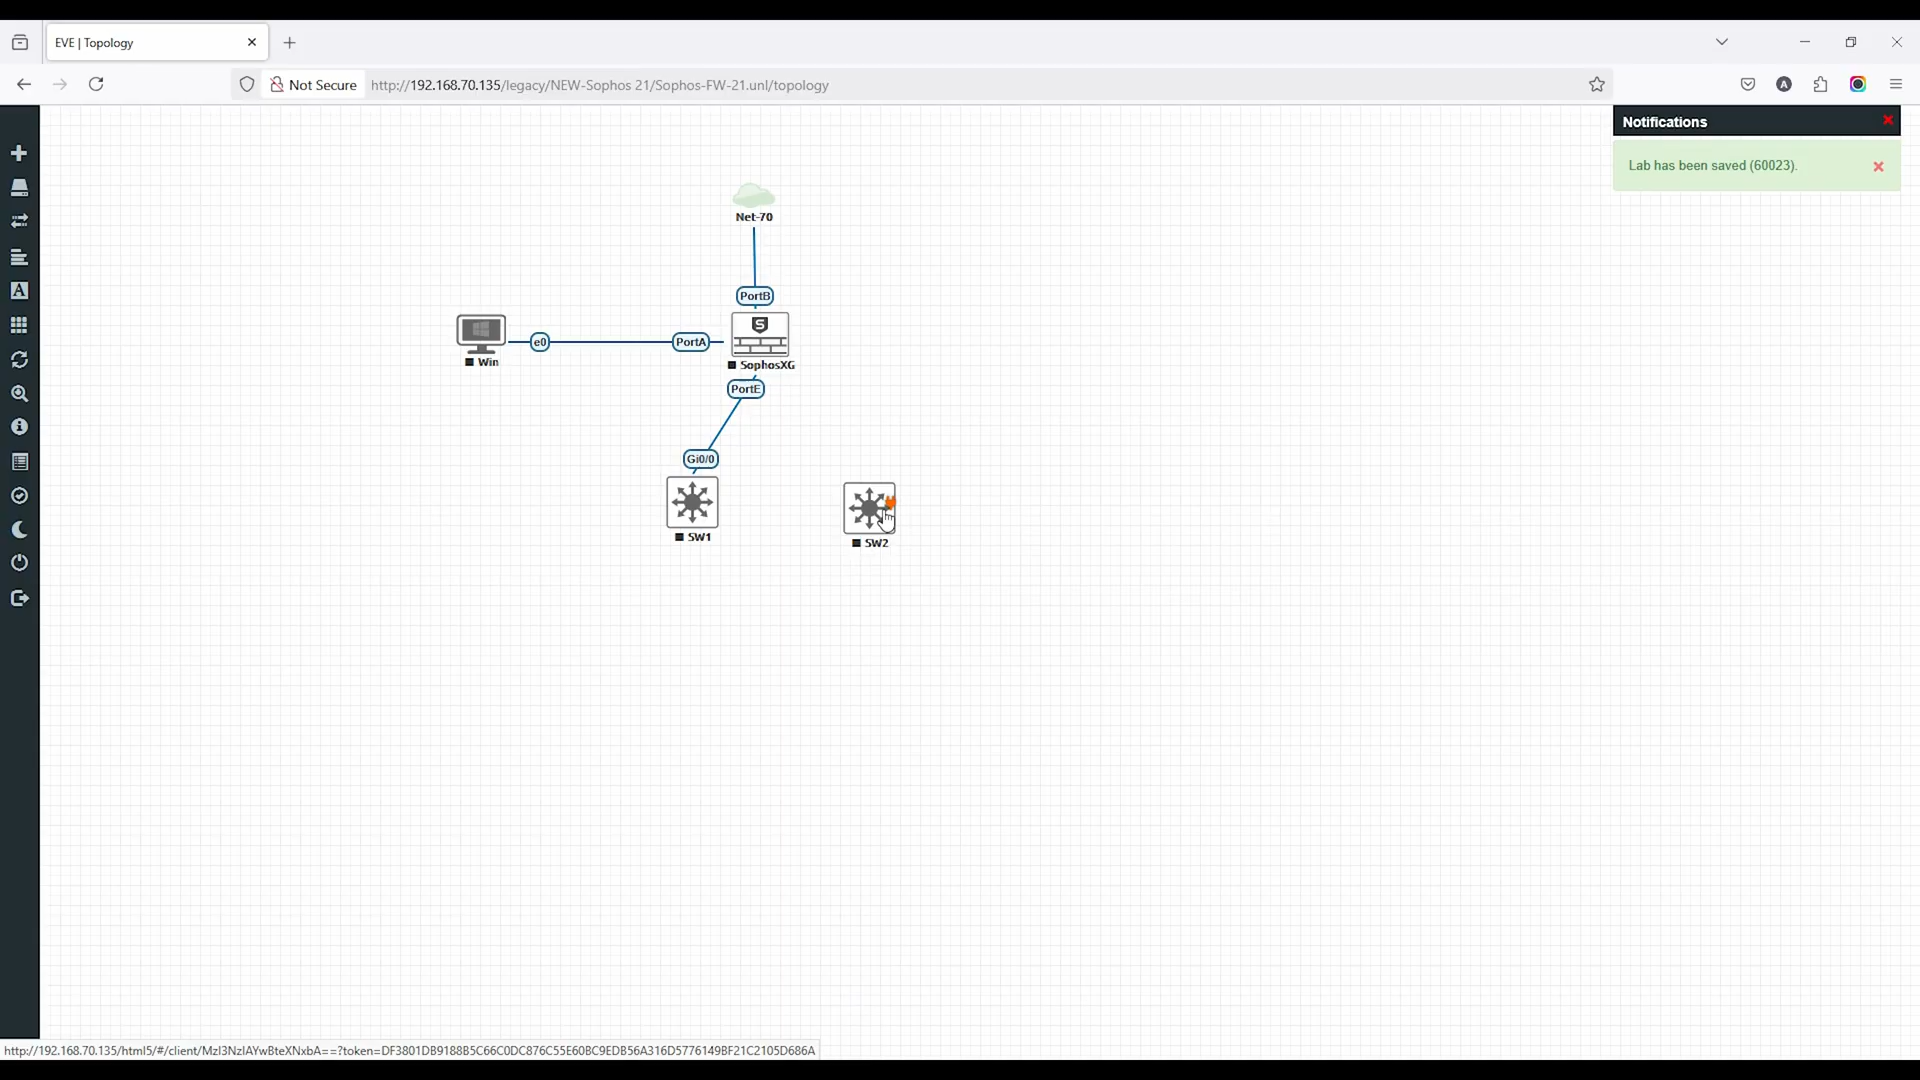 EVE | Topology
Not Secure
http://192.168.70.135/legacy/NEW-Sophos 21/Sophos-FW-21.unl/topology
A
Notifications
Lab has been saved (60023).
A
Net-70
PortB
S
e0
PortA
Win
SophosXG
PortE
Gi0/0
SW1
SW2
http://192.168.70.135/html5/#/client/MzI3NzIAYwBteXNxbA==?token=DF3801DB9188B5C66C0DC876C55E60BC9EDB56A316D5776149BF21C2105D686A